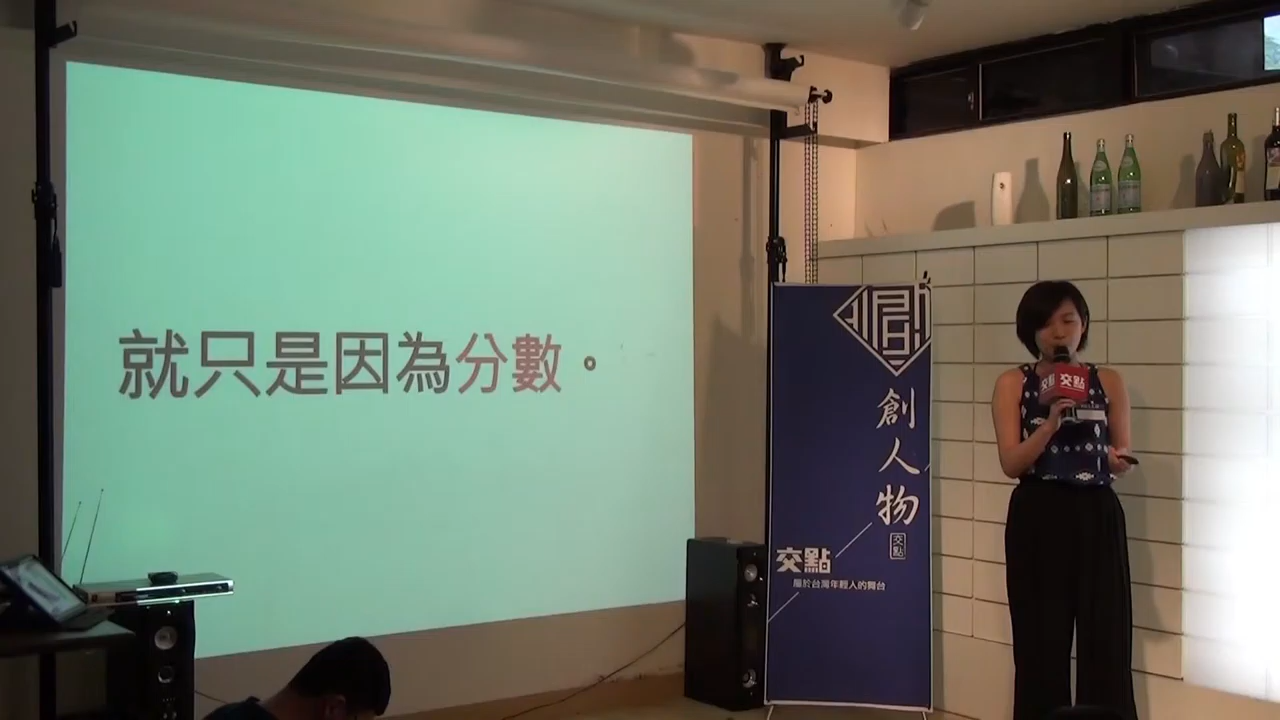 就只是因為分數。
創人物
交點
交點
屬於台灣年輕人的舞台
交點